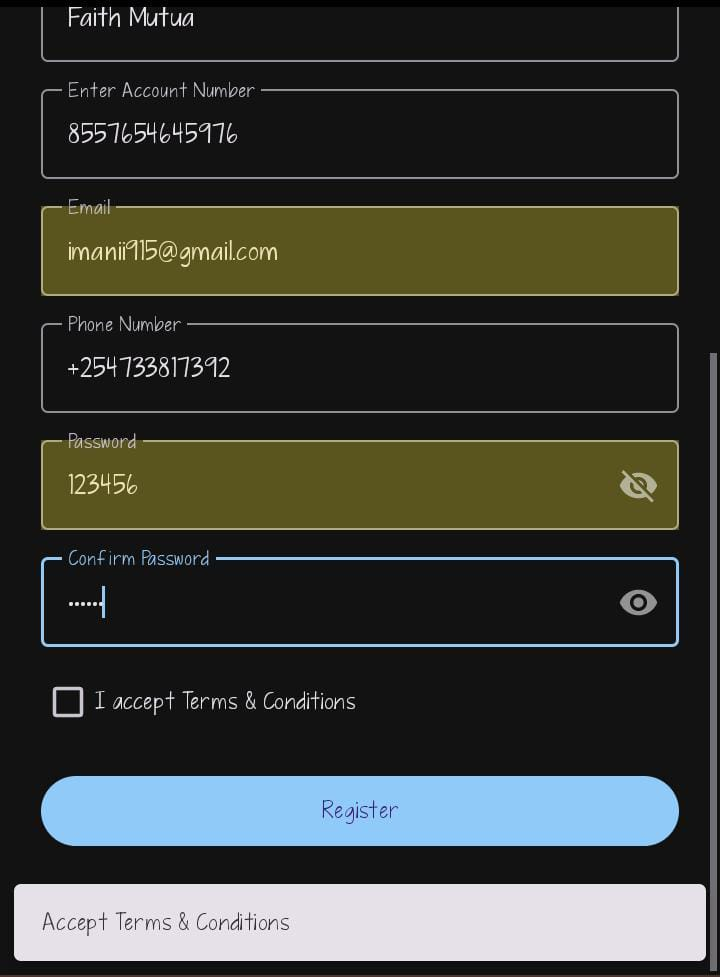 Faith Mutua
Enter Account Number
8557654645976
Email
imanii915@gmail.com
Phone Number
+254733817392
Password
123456
Confirm Password
••••••
I accept Terms & Conditions
Register
Accept Terms & Conditions